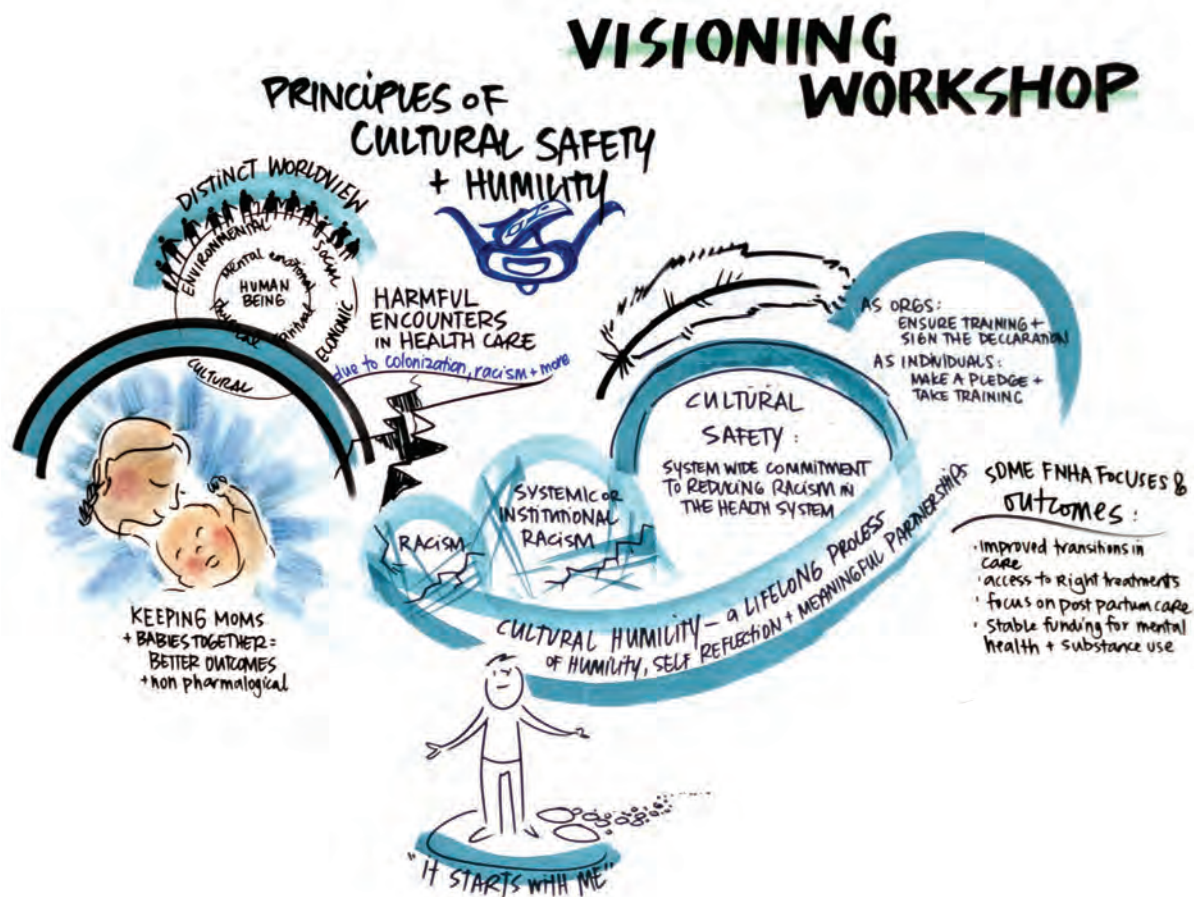 VISIONING
WORKSHOP
PRINCIPLES OF
CULTURAL SAFETY
+ HUMILITY
DISTINCT WORLDVIEW
ENVIRONMENTAL
SOCIAL
ECONOMIC
CULTURAL
mental emotional
physical spiritual
HUMAN
BEING
HARMFUL
ENCOUNTERS
IN HEALTH CARE
due to colonization, racism + more
KEEPING MOMS
+ BABIES TOGETHER =
BETTER OUTCOMES
+ non pharmalogical
RACISM
SYSTEMIC OR
INSTITUTIONAL
RACISM
CULTURAL
SAFETY:
SYSTEM WIDE COMMITMENT
TO REDUCING RACISM IN
THE HEALTH SYSTEM
CULTURAL HUMILITY – a LIFELONG PROCESS
OF HUMILITY, SELF REFLECTION + MEANINGFUL PARTNERSHIPS
AS ORGS:
ENSURE TRAINING +
SIGN THE DECLARATION
AS INDIVIDUALS:
MAKE A PLEDGE +
TAKE TRAINING
SOME FNHA FOCUSES &
outcomes:
· Improved transitions in
care
· access to Right treatments
· focus on post partum care
· Stable funding for mental
health + substance use
"IT STARTS WITH ME"